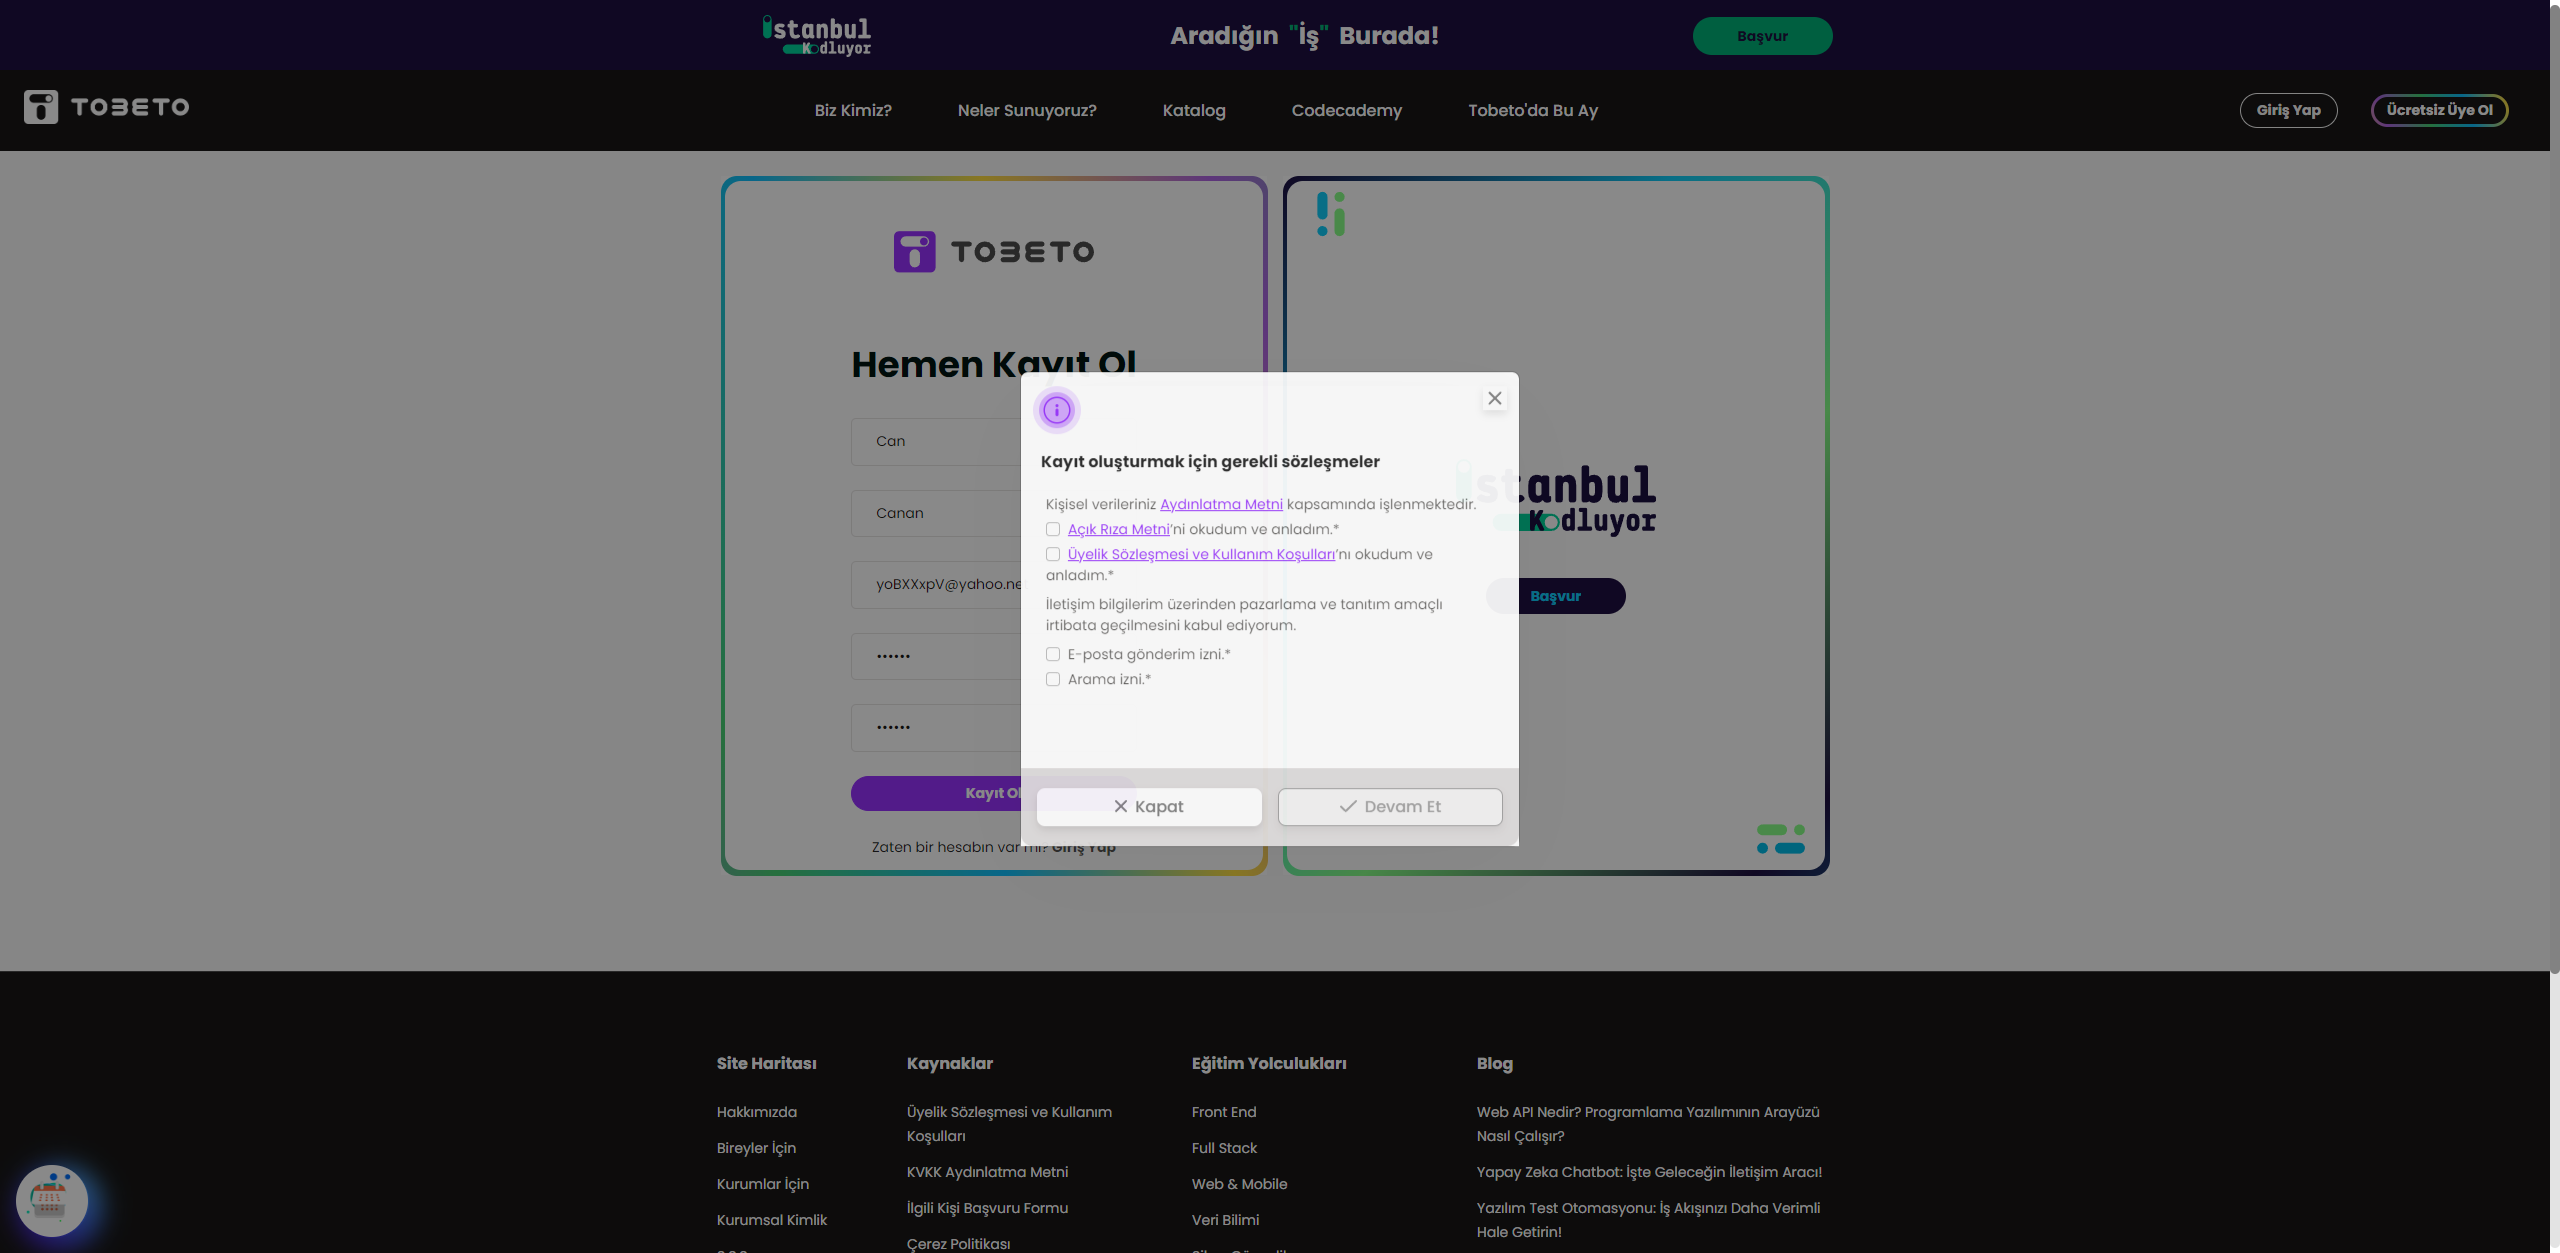 istanbul
Kodluyor
Aradığın "İş" Burada!
Başvur
TOBETO
Biz Kimiz?
Neler Sunuyoruz?
Katalog
Codecademy
Tobeto'da Bu Ay
Giriş Yap
Ücretsiz Üye Ol
TOBETO
Hemen Kayıt Ol
Can
Canan
yoBXXxpV@yahoo.ne
••••••
••••••
Kayıt Ol
Zaten bir hesabın var mı? Giriş Yap
Kayıt oluşturmak için gerekli sözleşmeler
Kişisel verileriniz Aydınlatma Metni kapsamında işlenmektedir.
Açık Rıza Metni'ni okudum ve anladım.*
Üyelik Sözleşmesi ve Kullanım Koşulları'nı okudum ve
anladım.*
İletişim bilgilerim üzerinden pazarlama ve tanıtım amaçlı
irtibata geçilmesini kabul ediyorum.
E-posta gönderim izni.*
Arama izni.*
Kapat
Devam Et
istanbul
Kodluyor
Başvur
Site Haritası
Hakkımızda
Bireyler İçin
Kurumlar İçin
Kurumsal Kimlik
Kaynaklar
Üyelik Sözleşmesi ve Kullanım
Koşulları
KVKK Aydınlatma Metni
İlgili Kişi Başvuru Formu
Çerez Politikası
Eğitim Yolculukları
Front End
Full Stack
Web & Mobile
Veri Bilimi
Blog
Web API Nedir? Programlama Yazılımının Arayüzü
Nasıl Çalışır?
Yapay Zeka Chatbot: İşte Geleceğin İletişim Aracı!
Yazılım Test Otomasyonu: İş Akışınızı Daha Verimli
Hale Getirin!